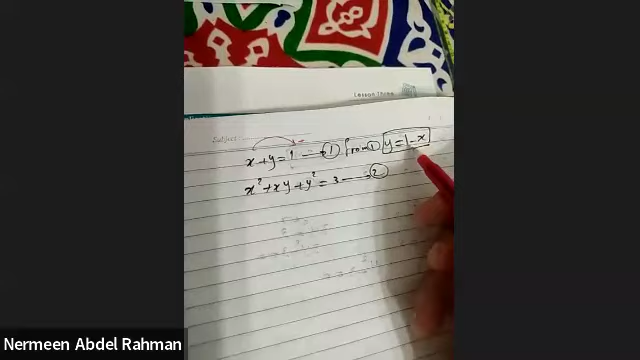 Lesson Three
Subject
x + y = 1 → ① from ① y = 1 - x
x² + xy + y² = 3 → ②
Nermeen Abdel Rahman